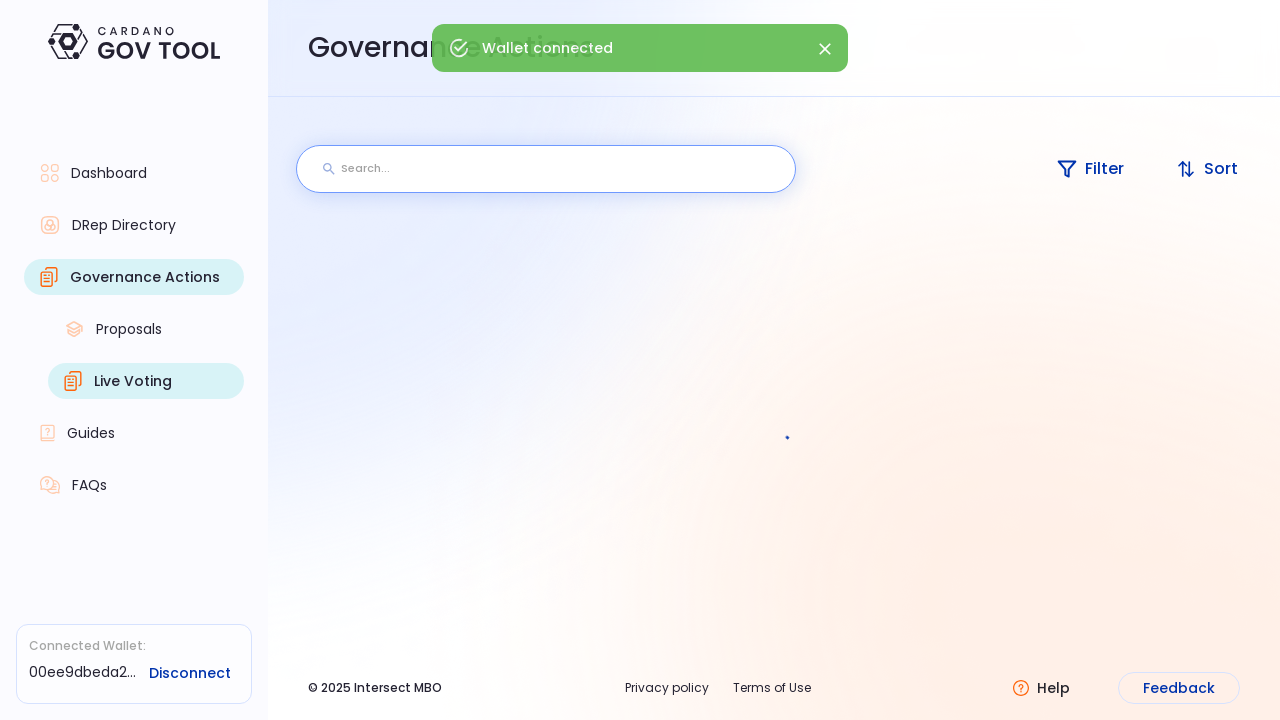 CARDANO
GOV TOOL
Dashboard
DRep Directory
Governance Actions
Proposals
Live Voting
Guides
FAQs
Connected Wallet:
00ee9dbeda2...
Disconnect
Governance Actions
Wallet connected
Search...
Filter
Sort
© 2025 Intersect MBO
Privacy policy
Terms of Use
Help
Feedback